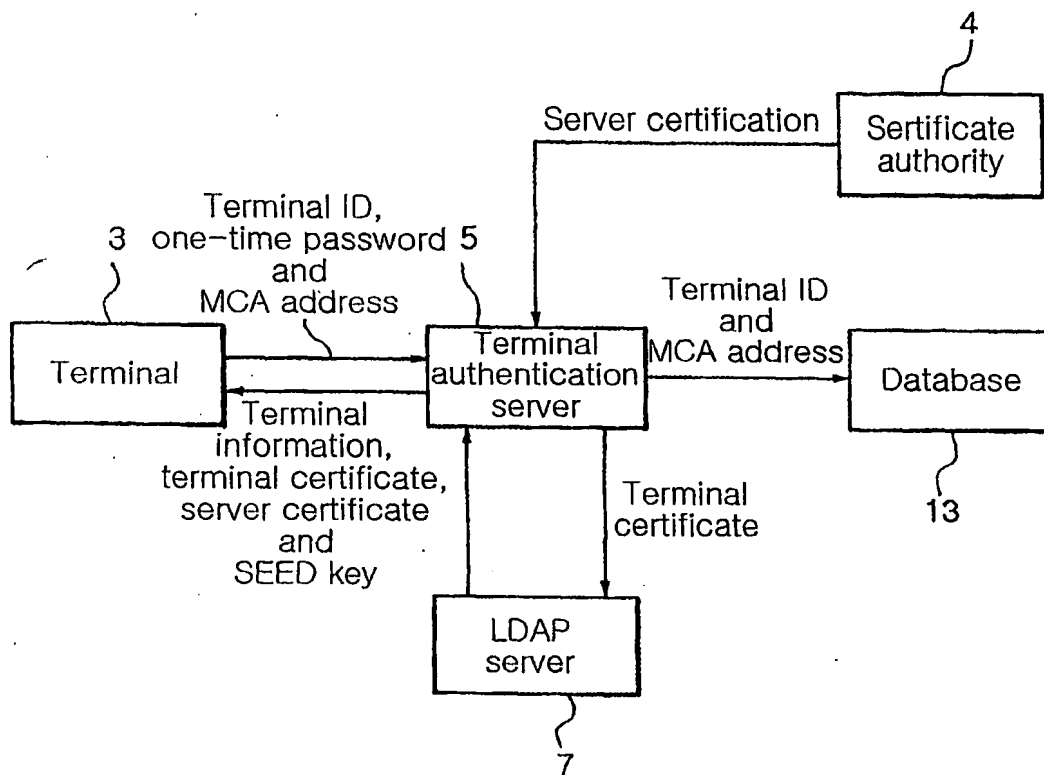 4
Sertificate
authority
Server certification
Terminal ID,
one-time password
and
MCA address
3
5
Terminal
Terminal
authentication
server
Terminal ID
and
MCA address
Database
13
Terminal
information,
terminal certificate,
server certificate
and
SEED key
Terminal
certificate
LDAP
server
7